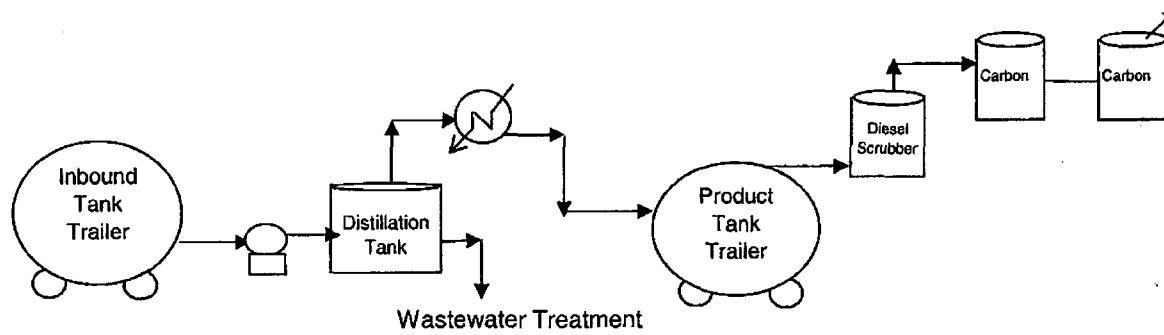 Inbound
Tank
Trailer
Distillation
Tank
Wastewater Treatment
Product
Tank
Trailer
Diesel
Scrubber
Carbon
Carbon